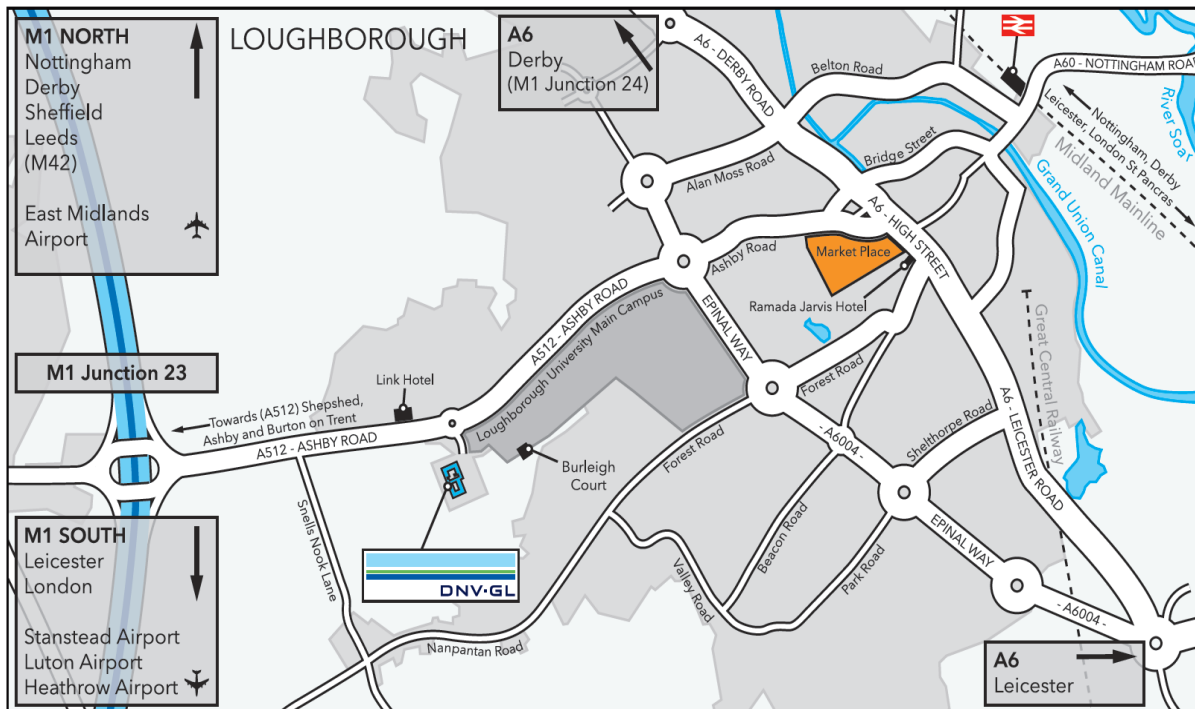 M1 NORTH
Nottingham
Derby
Sheffield
Leeds
(M42)
East Midlands
Airport
LOUGHBOROUGH
A6
Derby
(M1 Junction 24)
A6 - DERBY ROAD
Belton Road
A60 - NOTTINGHAM ROAD
River Soar
Nottingham, Derby
Leicester, London St Pancras
Midland Mainline
Grand Union Canal
Bridge Street
Alan Moss Road
A6 - HIGH STREET
Ashby Road
Market Place
Ramada Jarvis Hotel
EPINAL WAY
A512 - ASHBY ROAD
Loughborough University Main Campus
Great Central Railway
M1 Junction 23
Link Hotel
Towards (A512) Shepshed,
Ashby and Burton on Trent
A512 - ASHBY ROAD
Forest Road
Forest Road
Burleigh
Court
- A6004 -
Shelthorpe Road
A6 - LEICESTER ROAD
Snells Nook Lane
Beacon Road
Park Road
Valley Road
EPINAL WAY
- A6004 -
M1 SOUTH
Leicester
London
Stanstead Airport
Luton Airport
Heathrow Airport
DNV·GL
Nanpantan Road
A6
Leicester